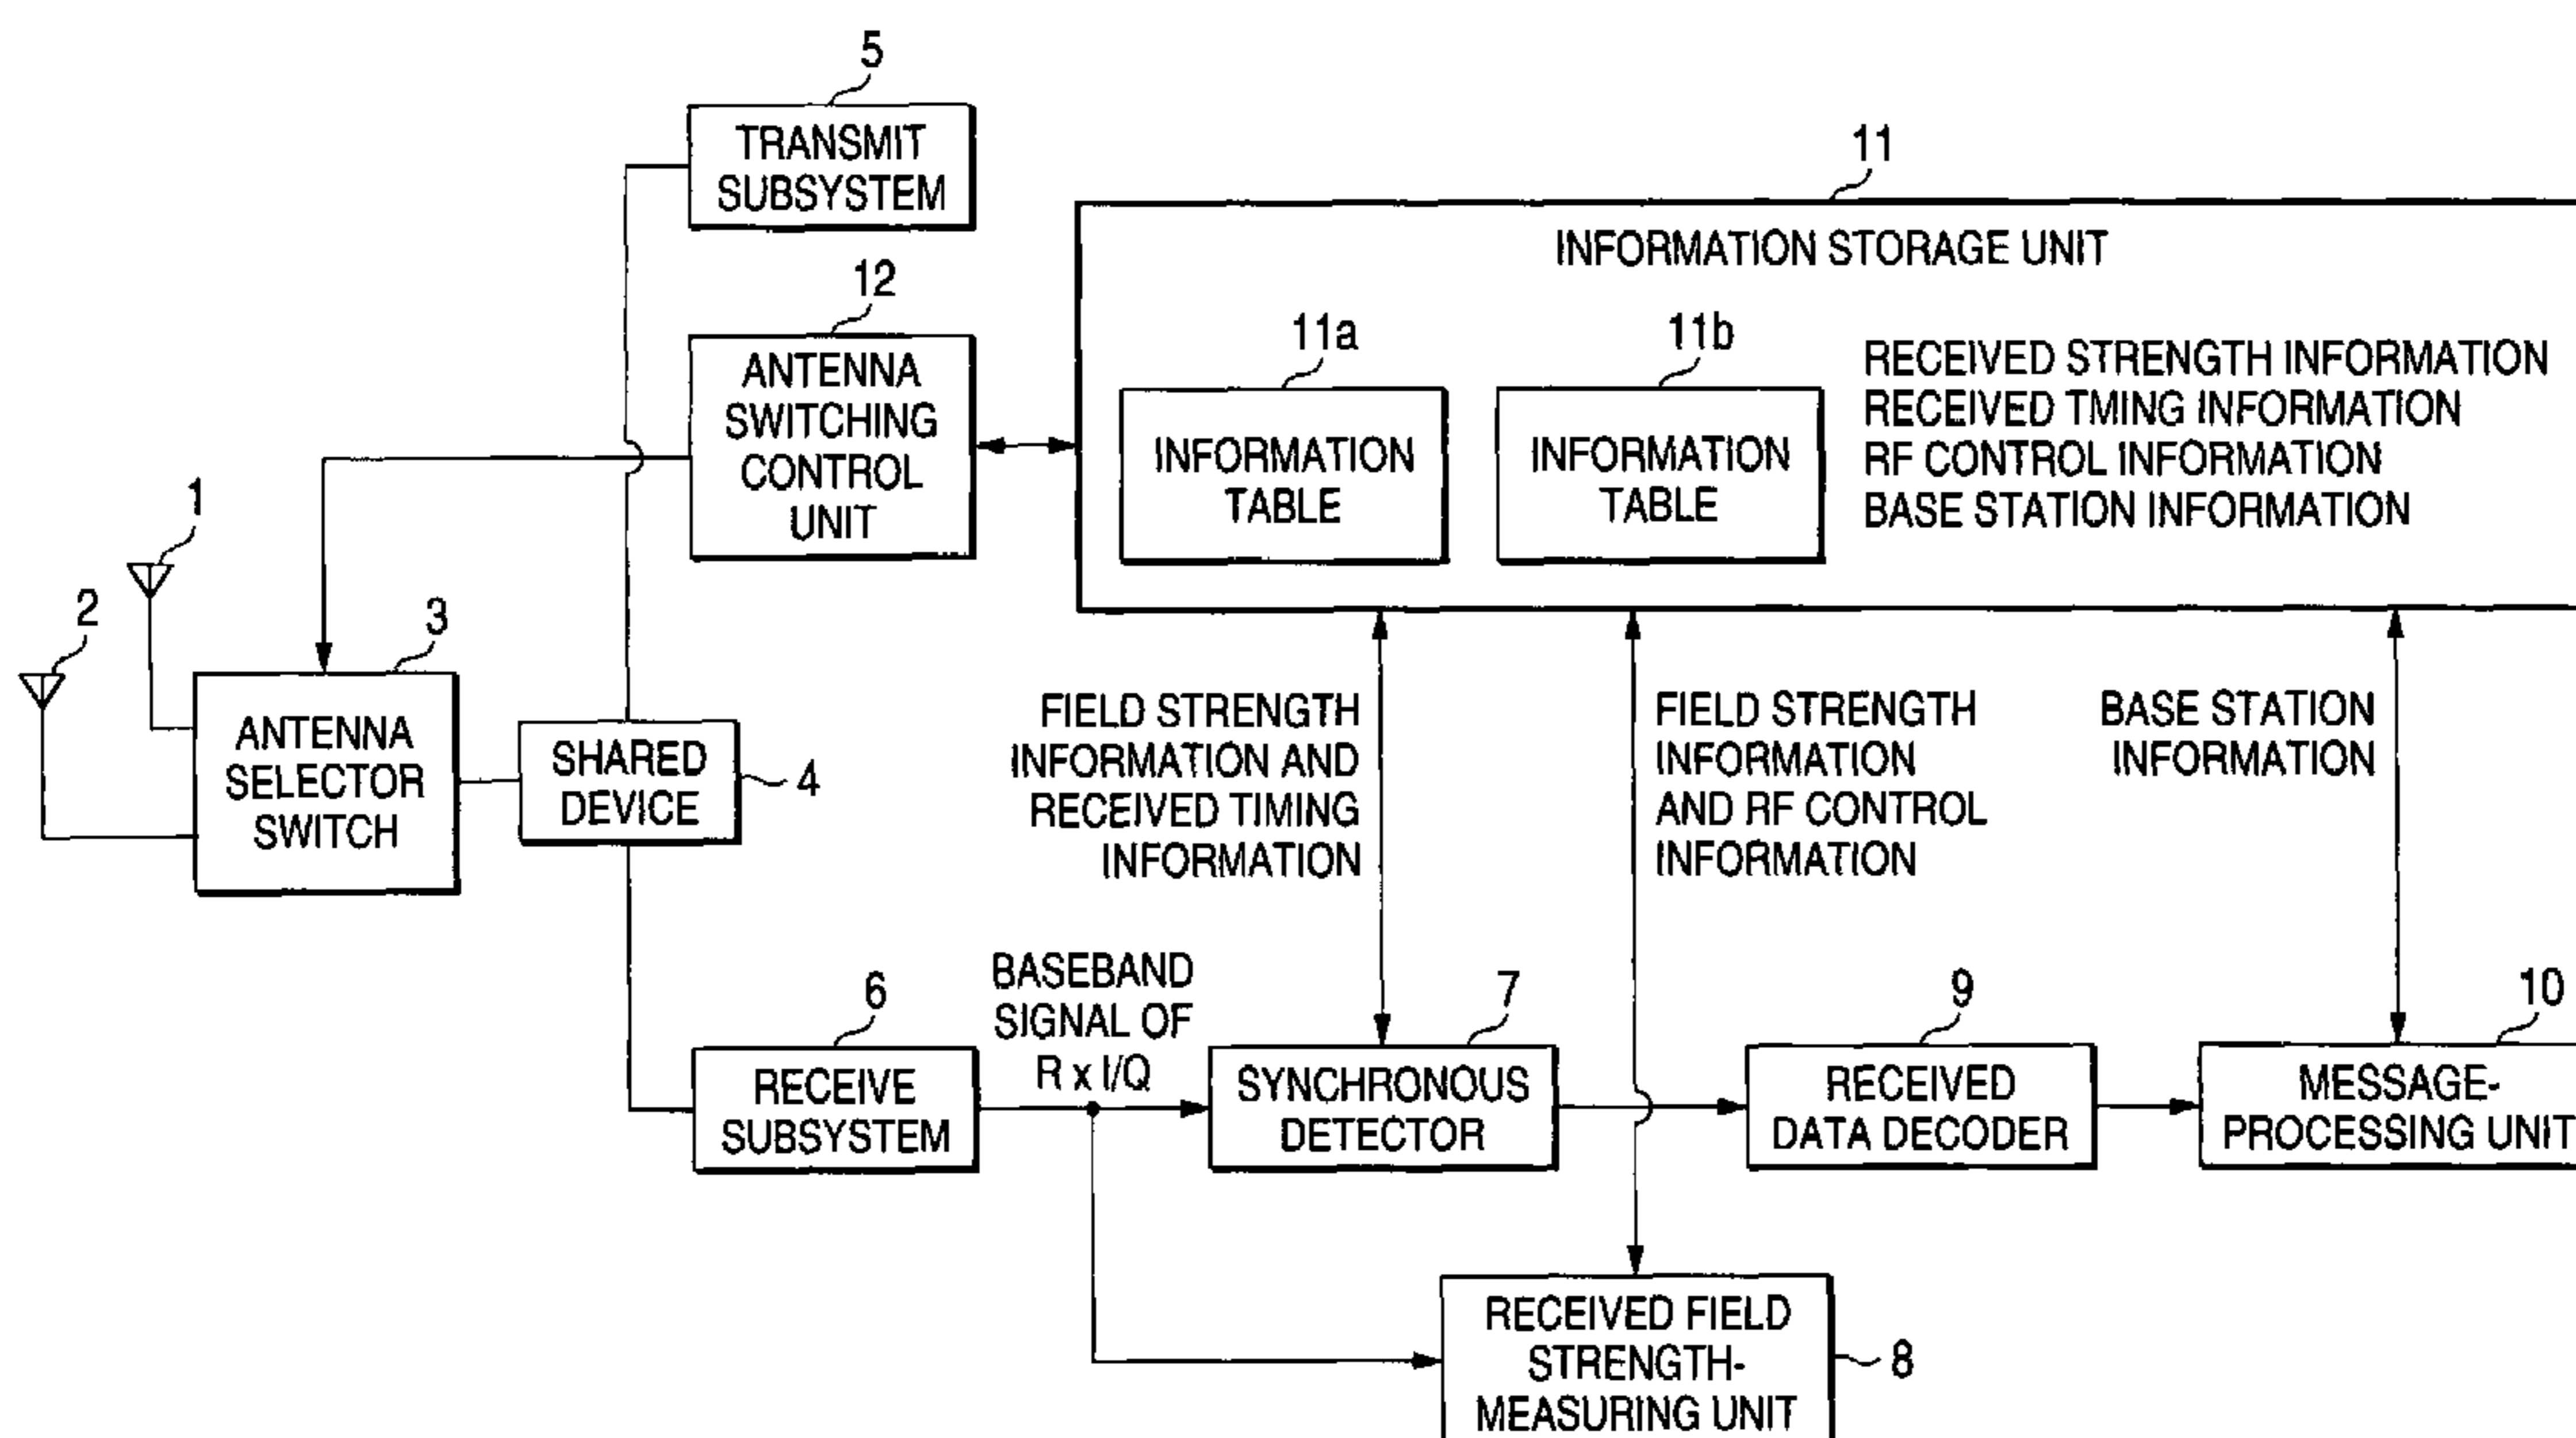 5
TRANSMIT
SUBSYSTEM
12
ANTENNA
SWITCHING
CONTROL
UNIT
11
INFORMATION STORAGE UNIT
11a
INFORMATION
TABLE
11b
INFORMATION
TABLE
RECEIVED STRENGTH INFORMATION
RECEIVED TMING INFORMATION
RF CONTROL INFORMATION
BASE STATION INFORMATION
1
2
3
ANTENNA
SELECTOR
SWITCH
SHARED
DEVICE
4
FIELD STRENGTH
INFORMATION AND
RECEIVED TIMING
INFORMATION
FIELD STRENGTH
INFORMATION
AND RF CONTROL
INFORMATION
BASE STATION
INFORMATION
6
RECEIVE
SUBSYSTEM
BASEBAND
SIGNAL OF
R x I/Q
7
SYNCHRONOUS
DETECTOR
9
RECEIVED
DATA DECODER
10
MESSAGE-
PROCESSING UNIT
RECEIVED FIELD
STRENGTH-
MEASURING UNIT
8